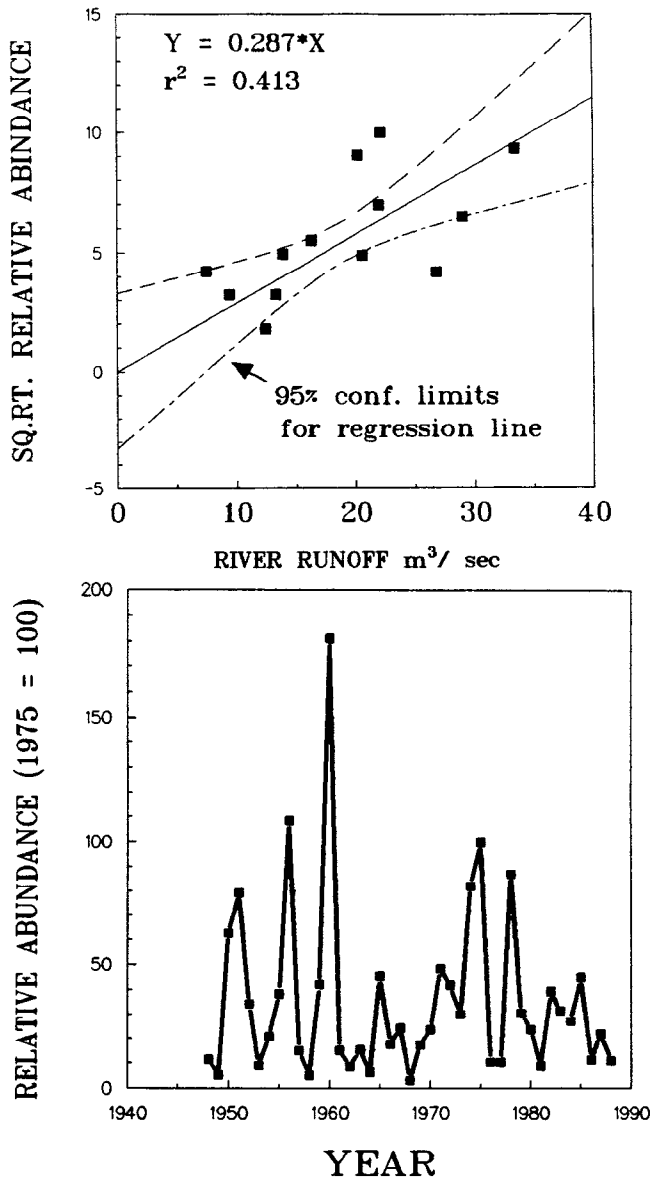 Y = 0.287*X
r² = 0.413
SQ.RT. RELATIVE ABINDANCE
15
10
5
0
-5
95% conf. limits
for regression line
0 10 20 30 40
RIVER RUNOFF m³/ sec
RELATIVE ABUNDANCE (1975 = 100)
200
150
100
50
0
1940 1950 1960 1970 1980 1990
YEAR